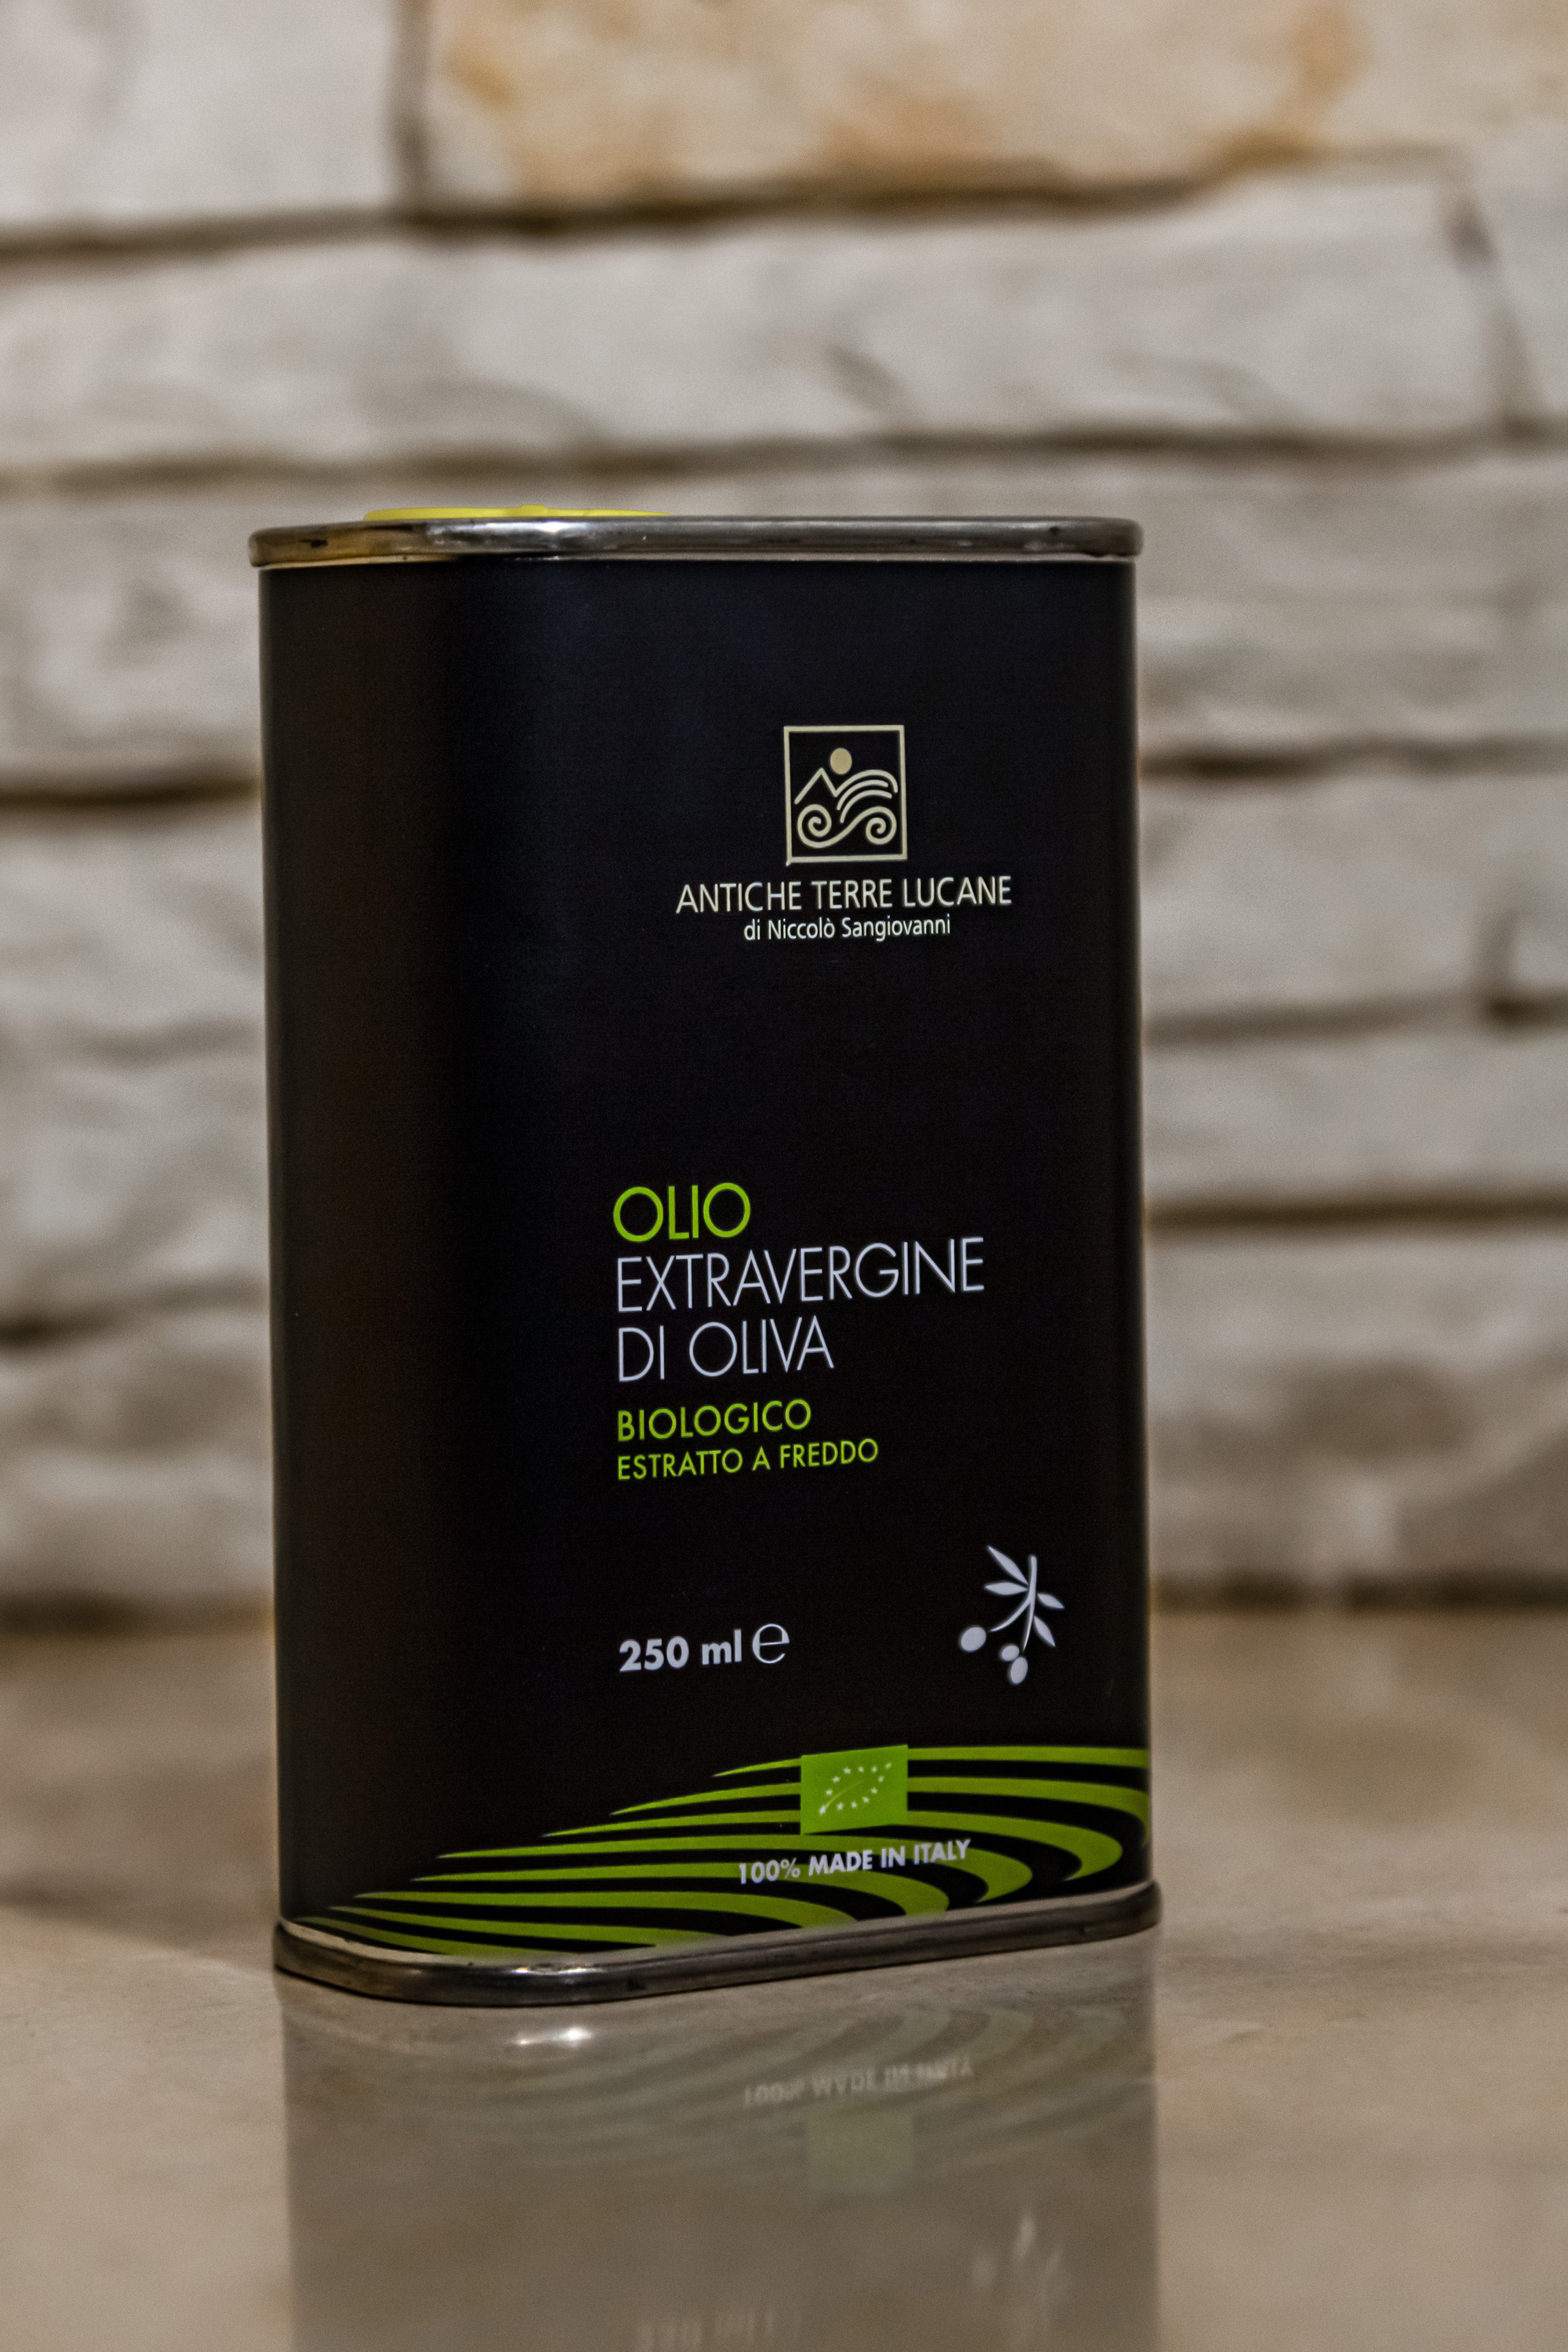 ANTICHE TERRE LUCANE
di Niccolò Sangiovanni
OLIO
EXTRAVERGINE
DI OLIVA
BIOLOGICO
ESTRATTO A FREDDO
250 ml ℮
100% MADE IN ITALY